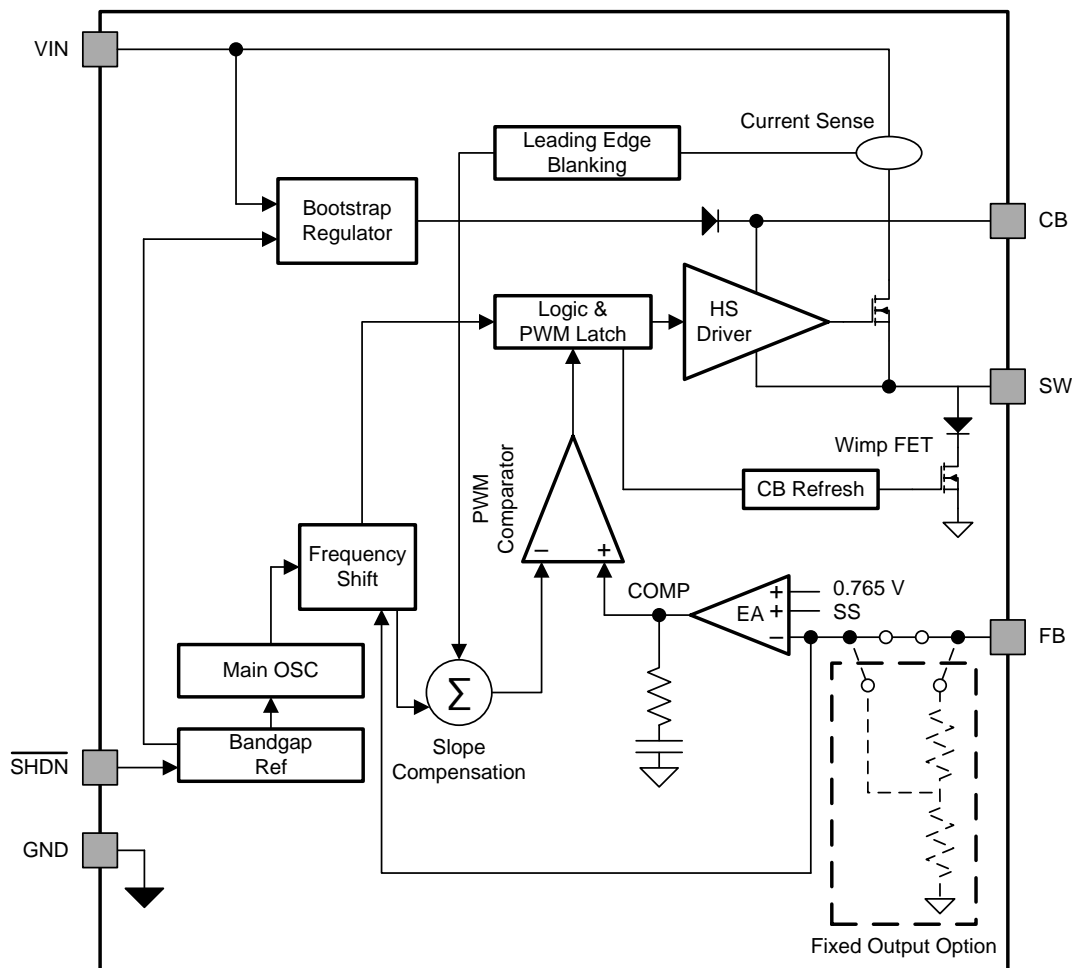 VIN
Current Sense
Leading Edge
Blanking
Bootstrap
Regulator
CB
Logic &
PWM Latch
HS
Driver
SW
Wimp FET
CB Refresh
PWM
Comparator
–
+
Frequency
Shift
COMP
EA
+
+
–
0.765 V
SS
FB
Main OSC
Σ
Slope
Compensation
SHDN
Bandgap
Ref
GND
Fixed Output Option